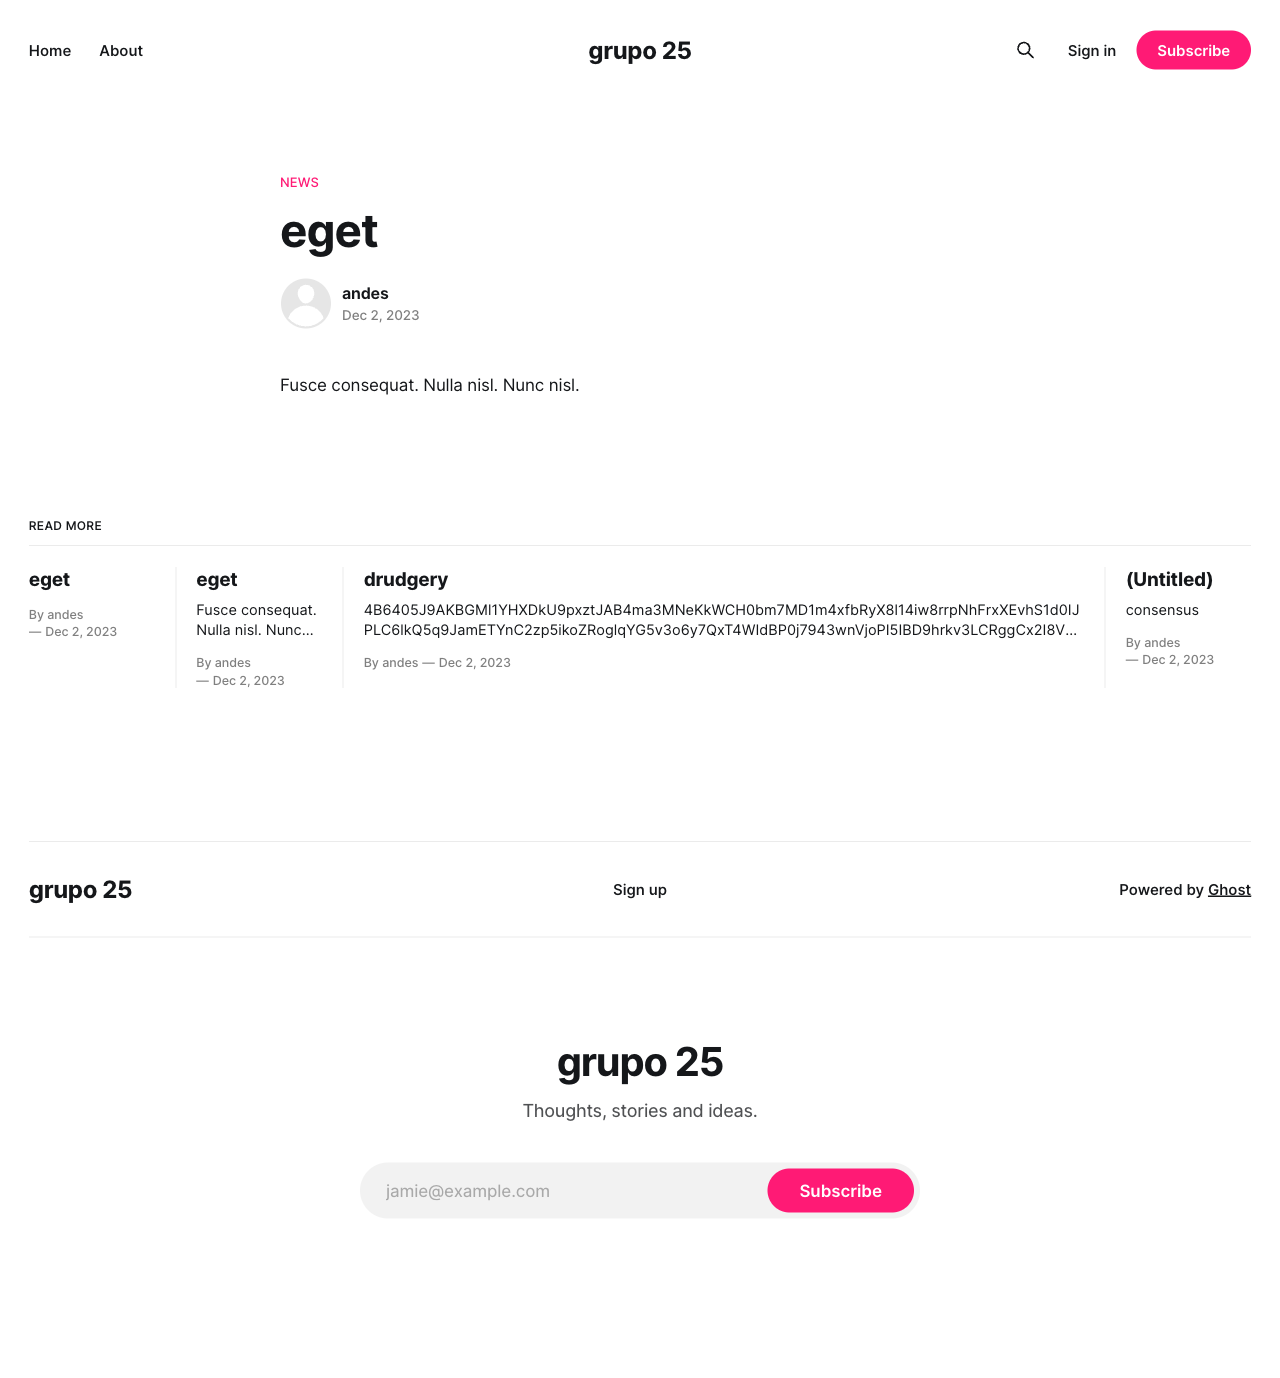 Home About grupo 25 Sign in Subscribe
NEWS
eget
andes
Dec 2, 2023
Fusce consequat. Nulla nisl. Nunc nisl.
READ MORE
eget
By andes
— Dec 2, 2023
eget
Fusce consequat.
Nulla nisl. Nunc...
By andes
— Dec 2, 2023
drudgery
By andes — Dec 2, 2023
(Untitled)
consensus
By andes
— Dec 2, 2023
grupo 25 Sign up Powered by Ghost
grupo 25
Thoughts, stories and ideas.
jamie@example.com Subscribe